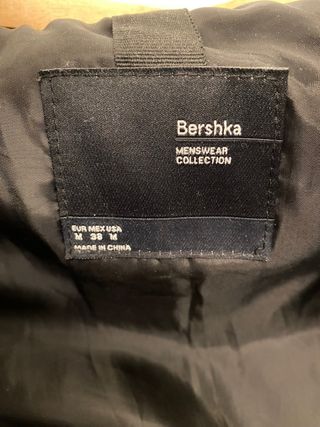 Bershka
MENSWEAR
COLLECTION
EUR MEX USA
M 38 M
MADE IN CHINA